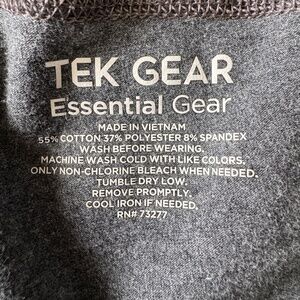 TEK GEAR
Essential Gear
MADE IN VIETNAM
55% COTTON 37% POLYESTER 8% SPANDEX
WASH BEFORE WEARING.
MACHINE WASH COLD WITH LIKE COLORS.
ONLY NON-CHLORINE BLEACH WHEN NEEDED.
TUMBLE DRY LOW.
REMOVE PROMPTLY.
COOL IRON IF NEEDED.
RN# 73277